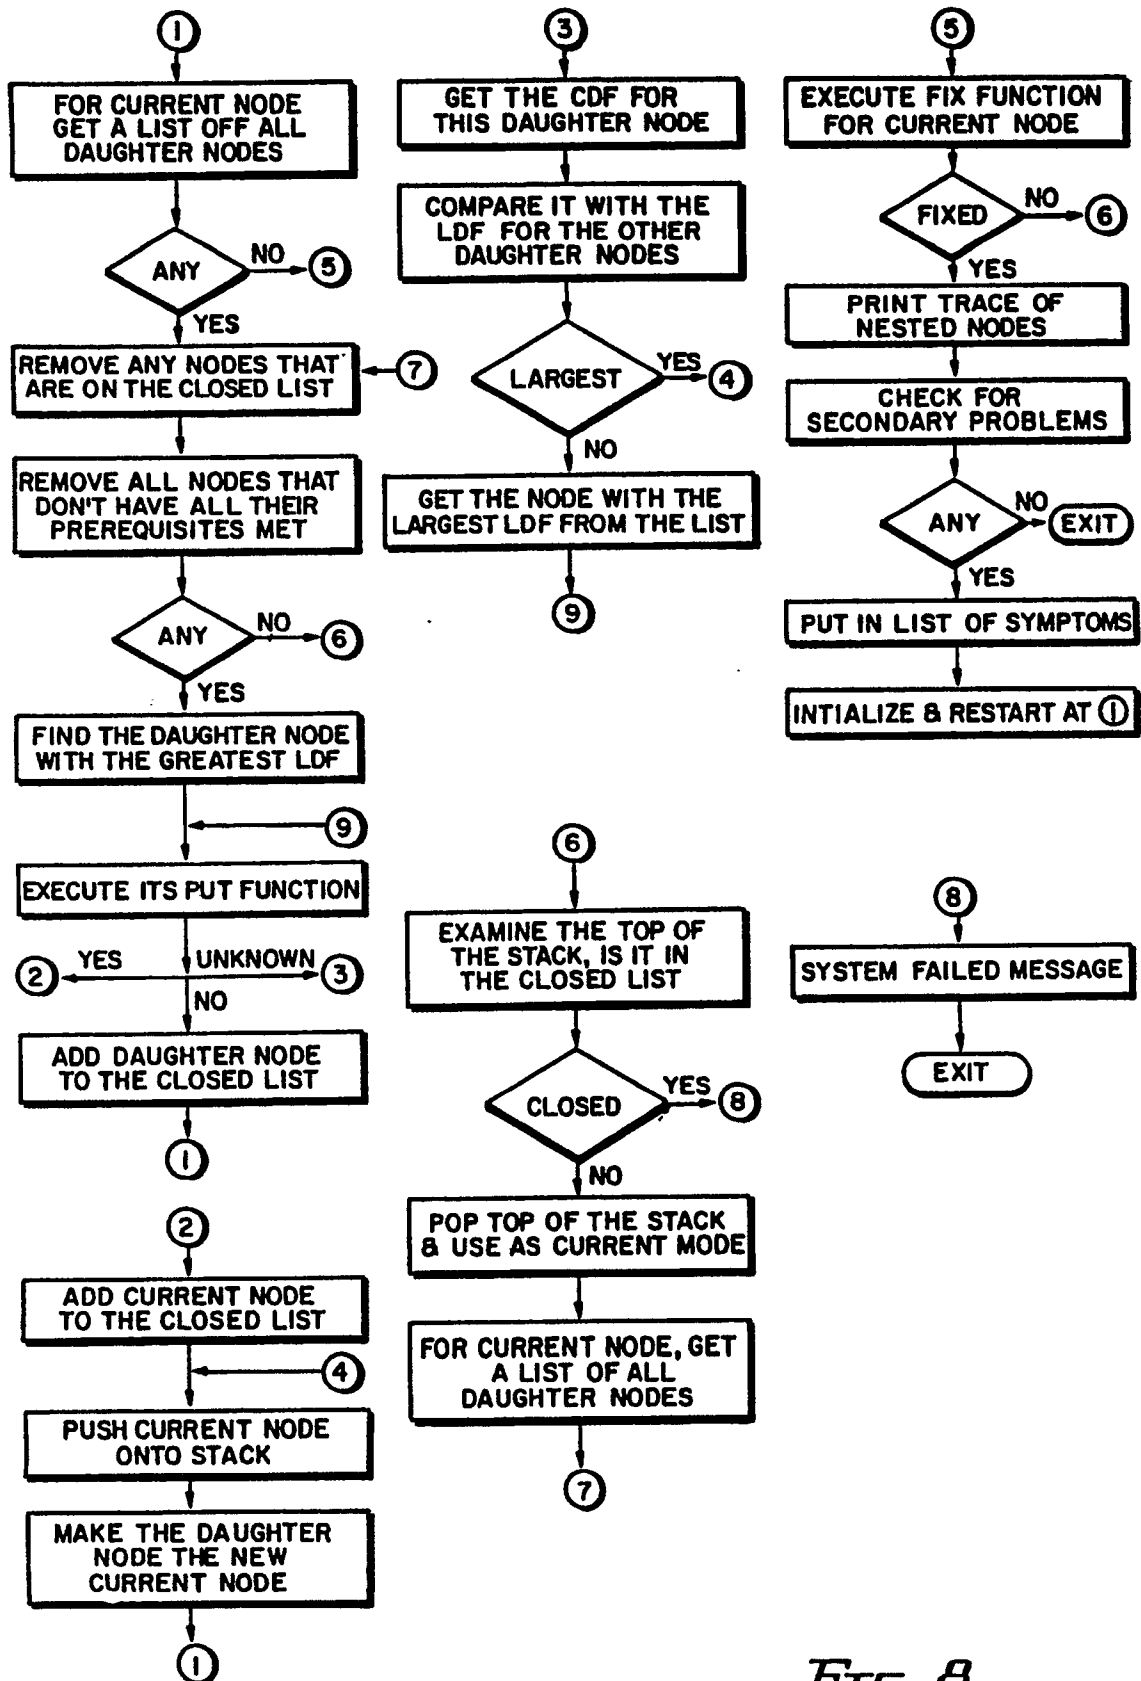 1
FOR CURRENT NODE
GET A LIST OFF ALL
DAUGHTER NODES
ANY
NO
5
YES
REMOVE ANY NODES THAT
ARE ON THE CLOSED LIST
7
REMOVE ALL NODES THAT
DON'T HAVE ALL THEIR
PREREQUISITES MET
ANY
NO
6
YES
FIND THE DAUGHTER NODE
WITH THE GREATEST LDF
9
EXECUTE ITS PUT FUNCTION
YES
UNKNOWN
2
3
NO
ADD DAUGHTER NODE
TO THE CLOSED LIST
1
2
ADD CURRENT NODE
TO THE CLOSED LIST
4
PUSH CURRENT NODE
ONTO STACK
MAKE THE DAUGHTER
NODE THE NEW
CURRENT NODE
1
3
GET THE CDF FOR
THIS DAUGHTER NODE
COMPARE IT WITH THE
LDF FOR THE OTHER
DAUGHTER NODES
LARGEST
YES
4
NO
GET THE NODE WITH THE
LARGEST LDF FROM THE LIST
9
6
EXAMINE THE TOP OF
THE STACK, IS IT IN
THE CLOSED LIST
CLOSED
YES
8
NO
POP TOP OF THE STACK
& USE AS CURRENT MODE
FOR CURRENT NODE, GET
A LIST OF ALL
DAUGHTER NODES
7
5
EXECUTE FIX FUNCTION
FOR CURRENT NODE
FIXED
NO
6
YES
PRINT TRACE OF
NESTED NODES
CHECK FOR
SECONDARY PROBLEMS
ANY
NO
EXIT
YES
PUT IN LIST OF SYMPTOMS
INTIALIZE & RESTART AT 1
8
SYSTEM FAILED MESSAGE
EXIT
FIG. 8